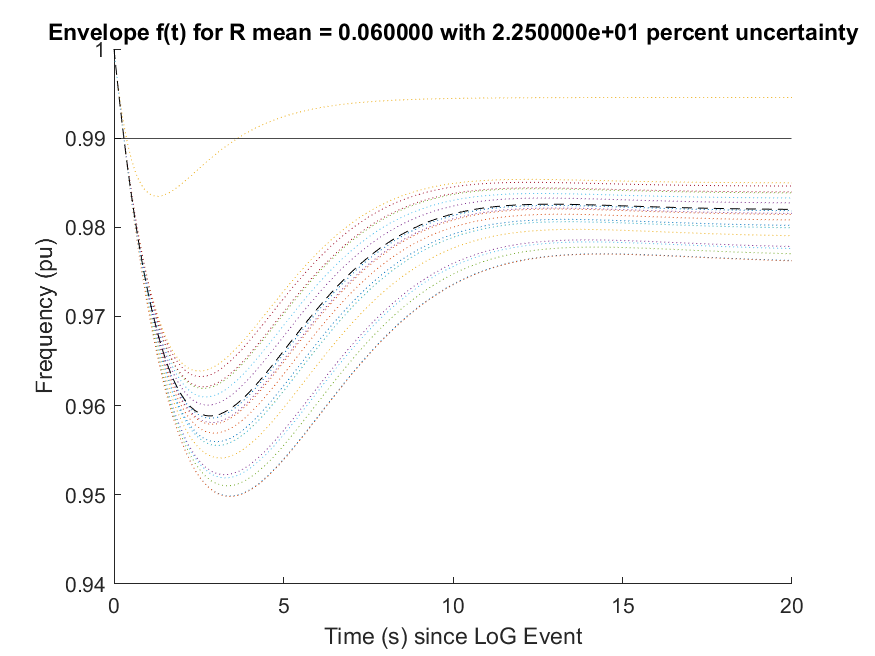 Envelope f(t) for R mean = 0.060000 with 2.250000e+01 percent uncertainty
1
0.99
0.98
0.97
0.96
0.95
0.94
Frequency (pu)
0 5 10 15 20
Time (s) since LoG Event